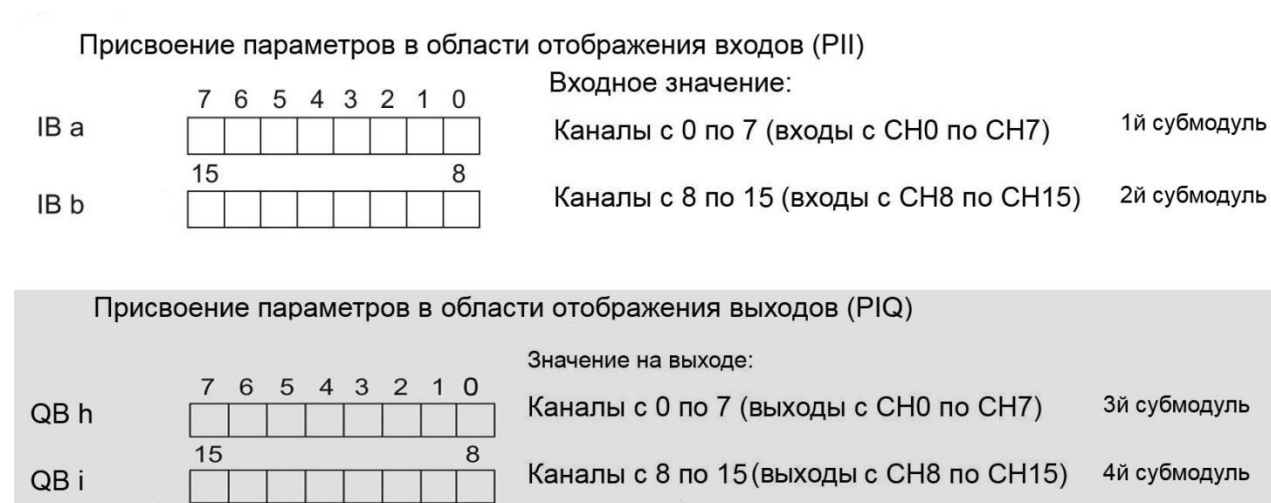 Присвоение параметров в области отображения входов (PII)
Входное значение:
7 6 5 4 3 2 1 0
IB a Каналы с 0 по 7 (входы с CH0 по CH7) 1й субмодуль
15 8
IB b Каналы с 8 по 15 (входы с CH8 по CH15) 2й субмодуль
Присвоение параметров в области отображения выходов (PIQ)
Значение на выходе:
7 6 5 4 3 2 1 0
QB h Каналы с 0 по 7 (выходы с CH0 по CH7) 3й субмодуль
15 8
QB i Каналы с 8 по 15(выходы с CH8 по CH15) 4й субмодуль